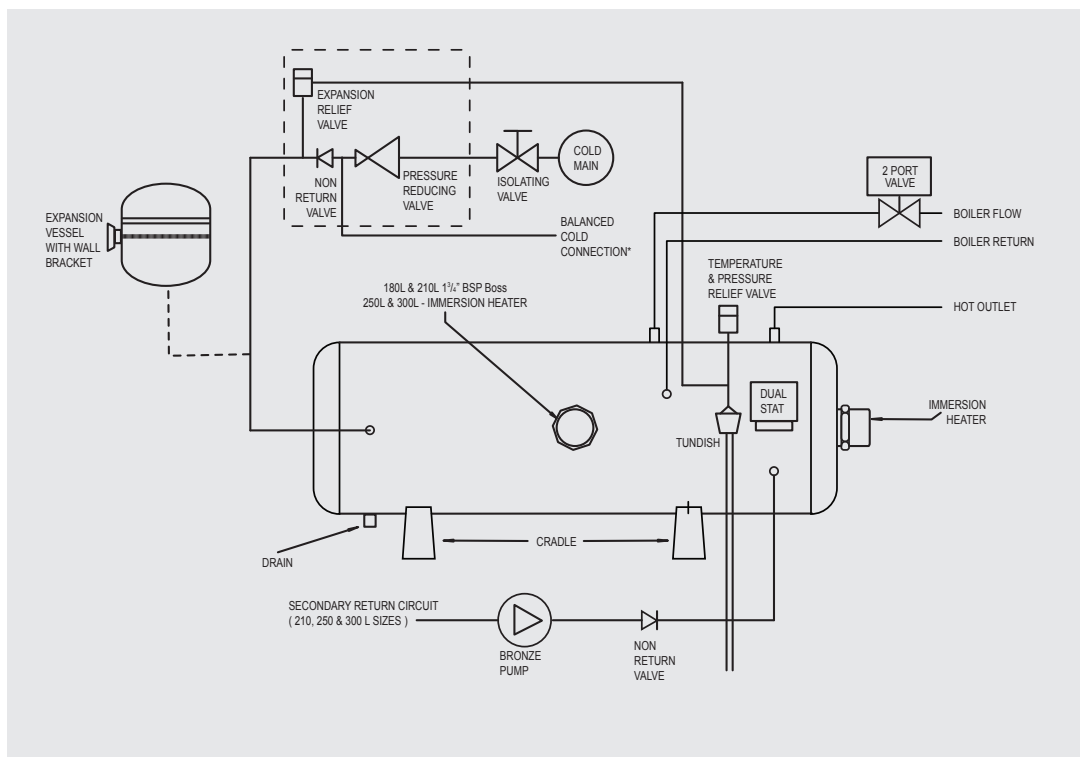 EXPANSION
RELIEF
VALVE
COLD
MAIN
2 PORT
VALVE
NON
RETURN
VALVE
PRESSURE
REDUCING
VALVE
ISOLATING
VALVE
EXPANSION
VESSEL
WITH WALL
BRACKET
BALANCED
COLD
CONNECTION*
BOILER FLOW
BOILER RETURN
TEMPERATURE
& PRESSURE
RELIEF VALVE
180L & 210L 1¾" BSP Boss
250L & 300L - IMMERSION HEATER
HOT OUTLET
DUAL
STAT
IMMERSION
HEATER
TUNDISH
DRAIN
CRADLE
SECONDARY RETURN CIRCUIT
( 210, 250 & 300 L SIZES )
BRONZE
PUMP
NON
RETURN
VALVE